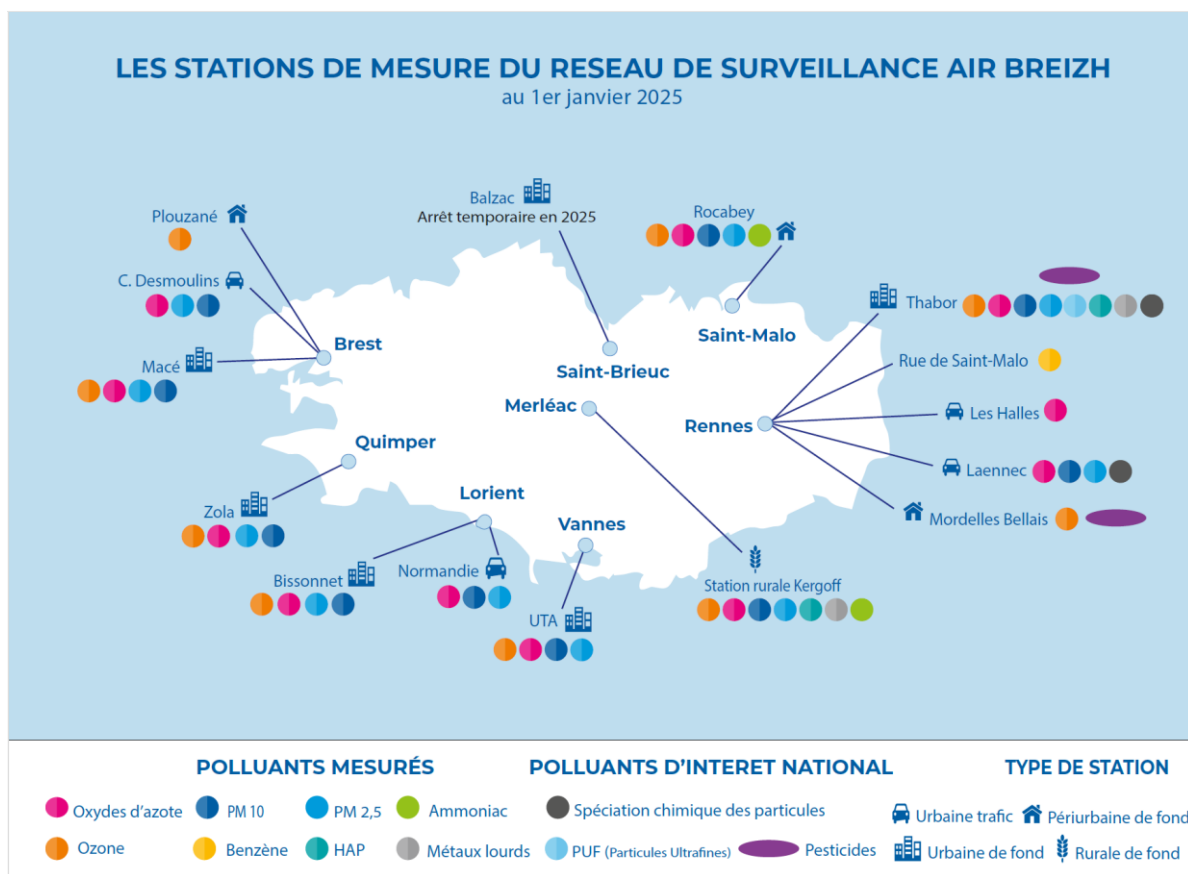 LES STATIONS DE MESURE DU RESEAU DE SURVEILLANCE AIR BREIZH
au 1er janvier 2025
Balzac
Arrêt temporaire en 2025
Plouzané
Rocabey
C. Desmoulins
Thabor
Macé
Brest
Saint-Malo
Saint-Brieuc
Rue de Saint-Malo
Merléac
Rennes
Les Halles
Quimper
Laennec
Lorient
Zola
Vannes
Mordelles Bellais
Bissonnet
Normandie
Station rurale Kergoff
UTA
POLLUANTS MESURÉS
Oxydes d'azote
PM 10
PM 2,5
Ammoniac
Ozone
Benzène
HAP
Métaux lourds
POLLUANTS D'INTERET NATIONAL
Spéciation chimique des particules
PUF (Particules Ultrafines)
Pesticides
TYPE DE STATION
Urbaine trafic
Périurbaine de fond
Urbaine de fond
Rurale de fond